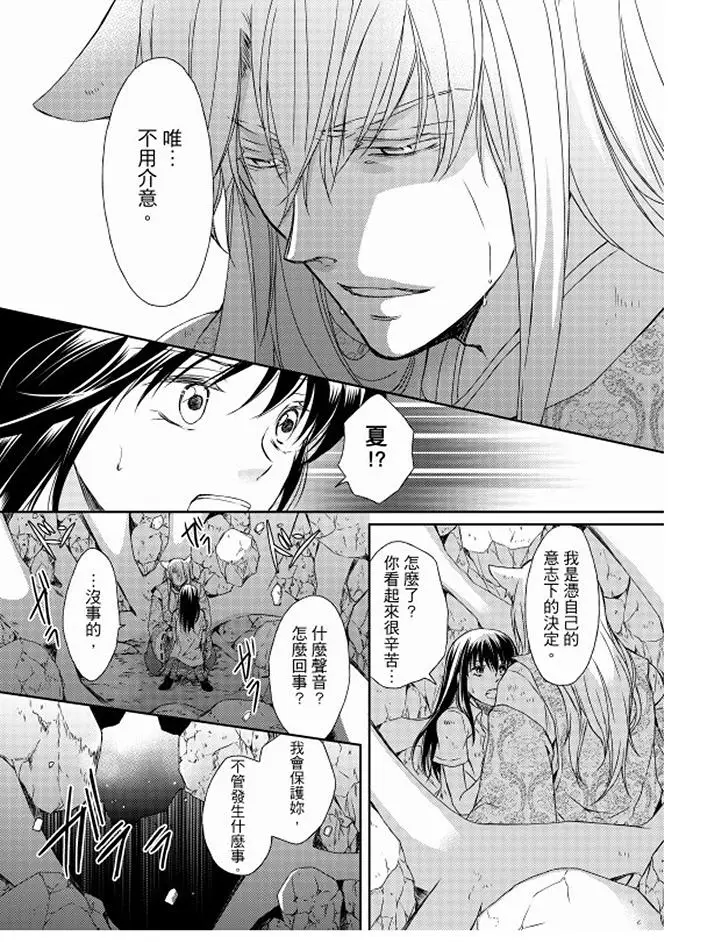 唯…
不用介意。
夏!?
我是憑自己的
意志下的決定。
怎麼了？
你看起來很辛苦…
什麼聲音？
怎麼回事？
…沒事的，
我會保護妳，
不管發生什麼事。